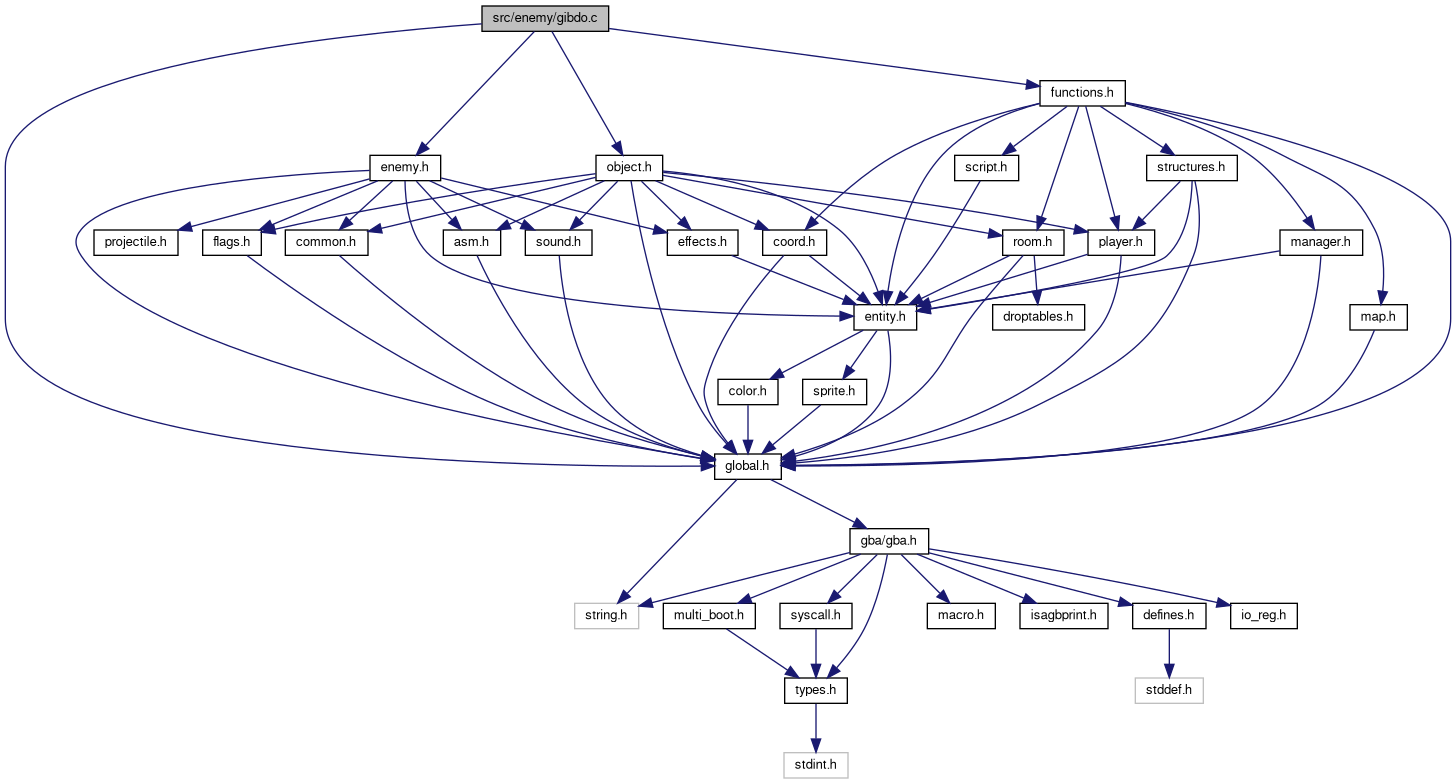 src/enemy/gibdo.c
functions.h
enemy.h
object.h
script.h
structures.h
projectile.h
flags.h
common.h
asm.h
sound.h
effects.h
coord.h
room.h
player.h
manager.h
entity.h
droptables.h
map.h
color.h
sprite.h
global.h
gba/gba.h
string.h
multi_boot.h
syscall.h
macro.h
isagbprint.h
defines.h
io_reg.h
types.h
stddef.h
stdint.h